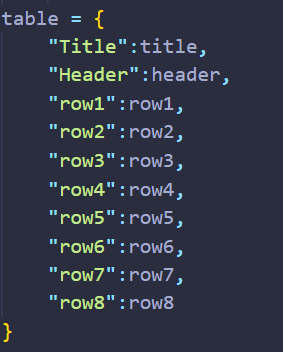 table = {
    "Title":title,
    "Header":header,
    "row1":row1,
    "row2":row2,
    "row3":row3,
    "row4":row4,
    "row5":row5,
    "row6":row6,
    "row7":row7,
    "row8":row8
}